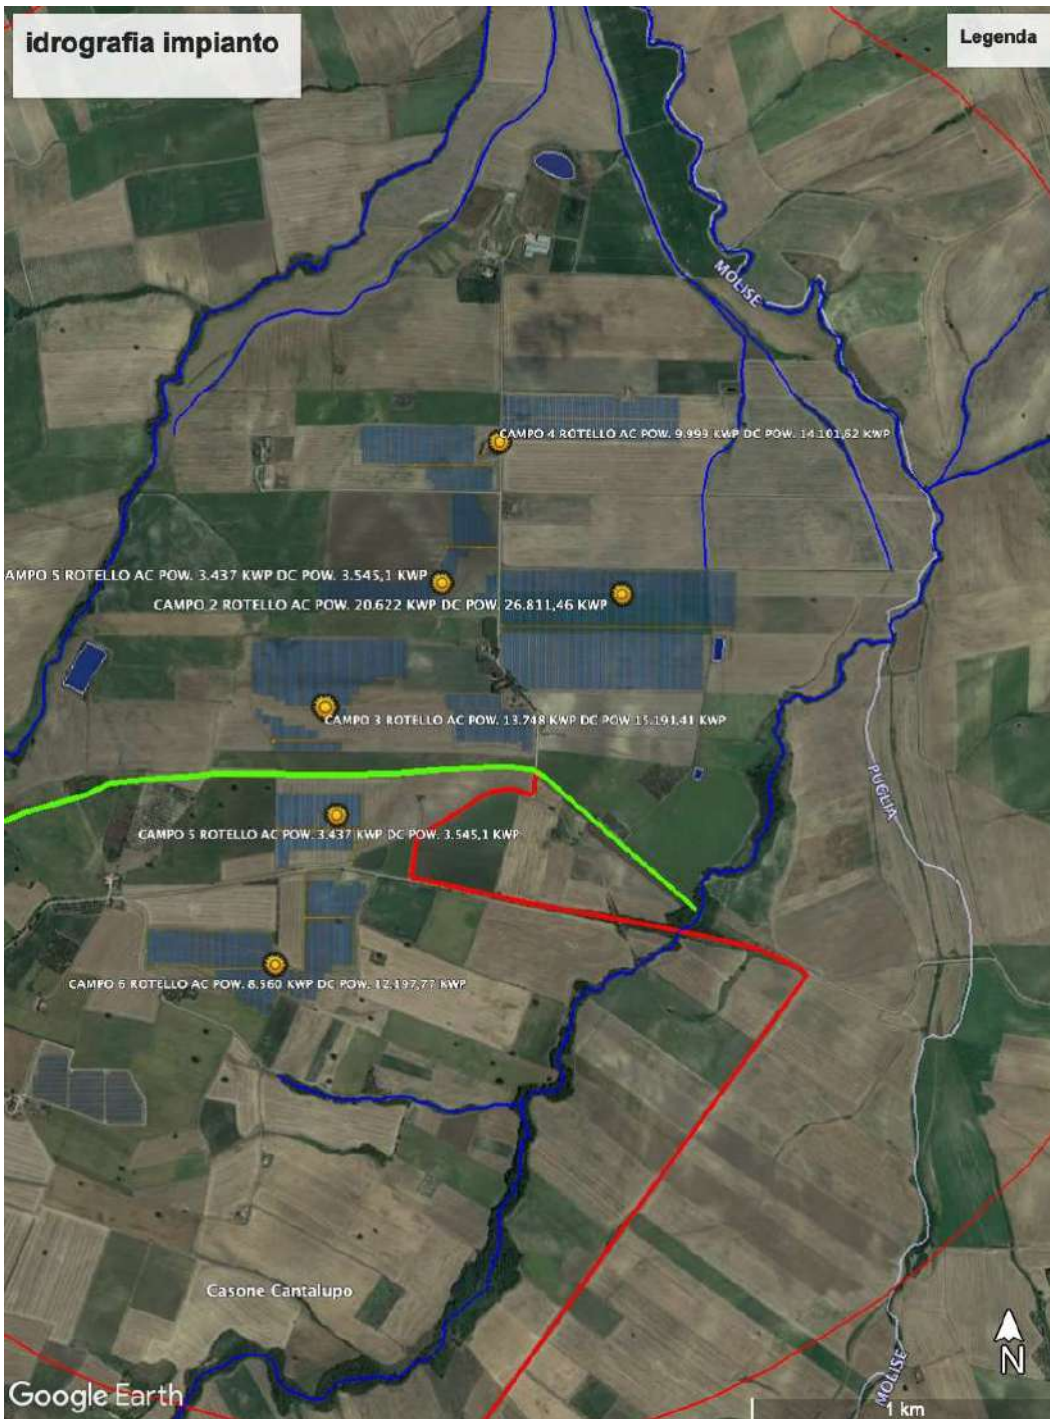 idrografia impianto
Legenda
MOLISE
CAMPO 4 ROTELLO AC POW. 9.999 KWP DC POW. 14.101,62 KWP
AMPO 5 ROTELLO AC POW. 3.437 KWP DC POW. 3.545,1 KWP
CAMPO 2 ROTELLO AC POW. 20.622 KWP DC POW. 26.811,46 KWP
CAMPO 3 ROTELLO AC POW. 13.748 KWP DC POW 15.191,41 KWP
PUGLIA
CAMPO 5 ROTELLO AC POW. 3.437 KWP DC POW. 3.545,1 KWP
CAMPO 6 ROTELLO AC POW. 8.560 KWP DC POW. 12.197,77 KWP
Casone Cantalupo
N
MOLISE
Google Earth
1 km